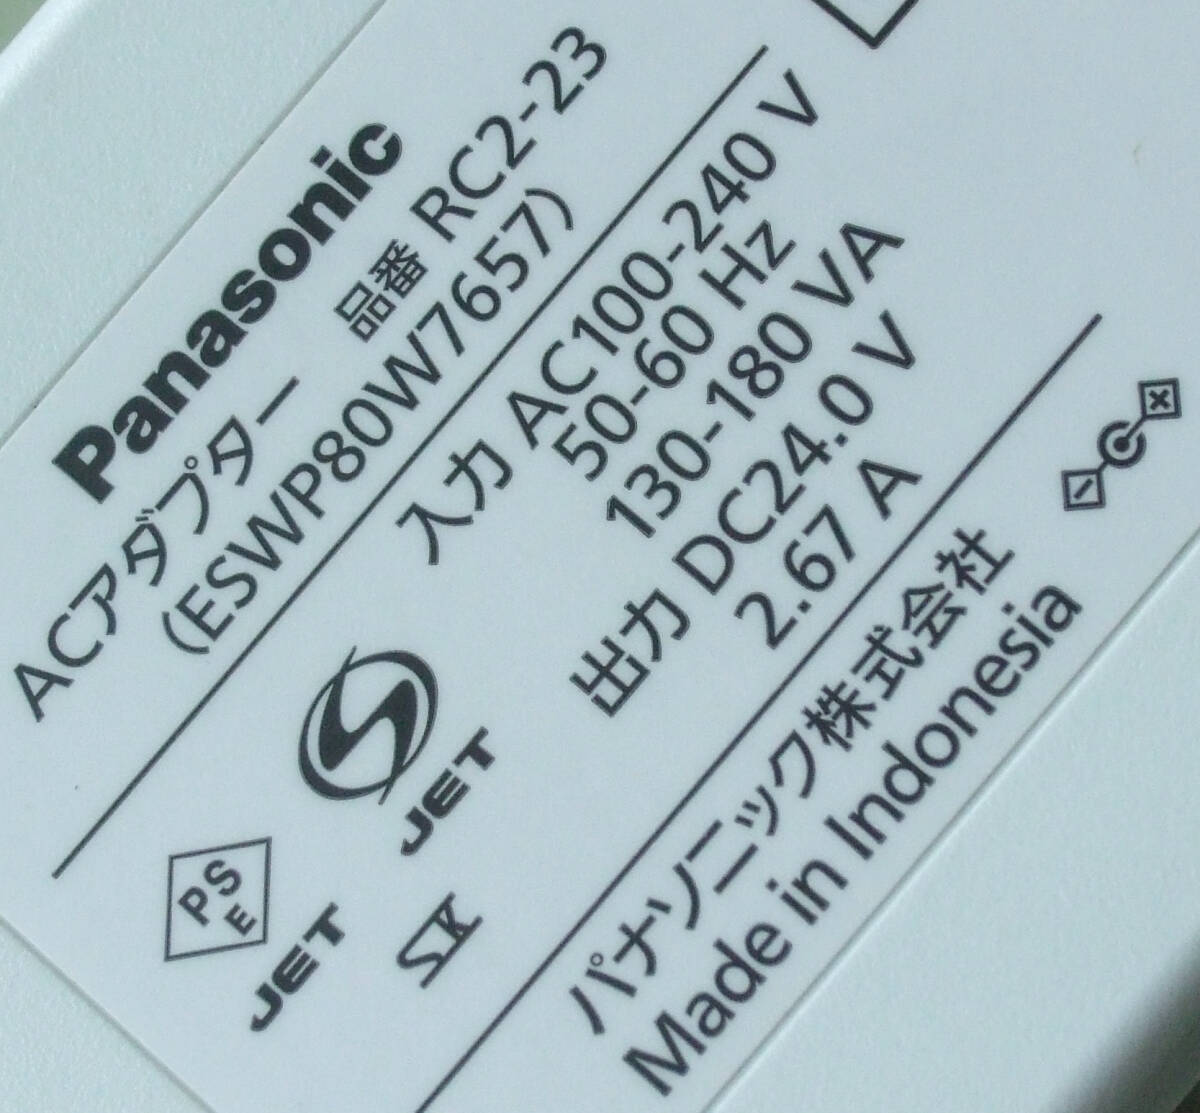 Panasonic
ACアダプター 品番 RC2-23
(ESWP80W7657)
入力 AC100-240 V
50-60 Hz
130-180 VA
出力 DC24.0 V
2.67 A
JET
PS
E
JET
パナソニック株式会社
Made in Indonesia